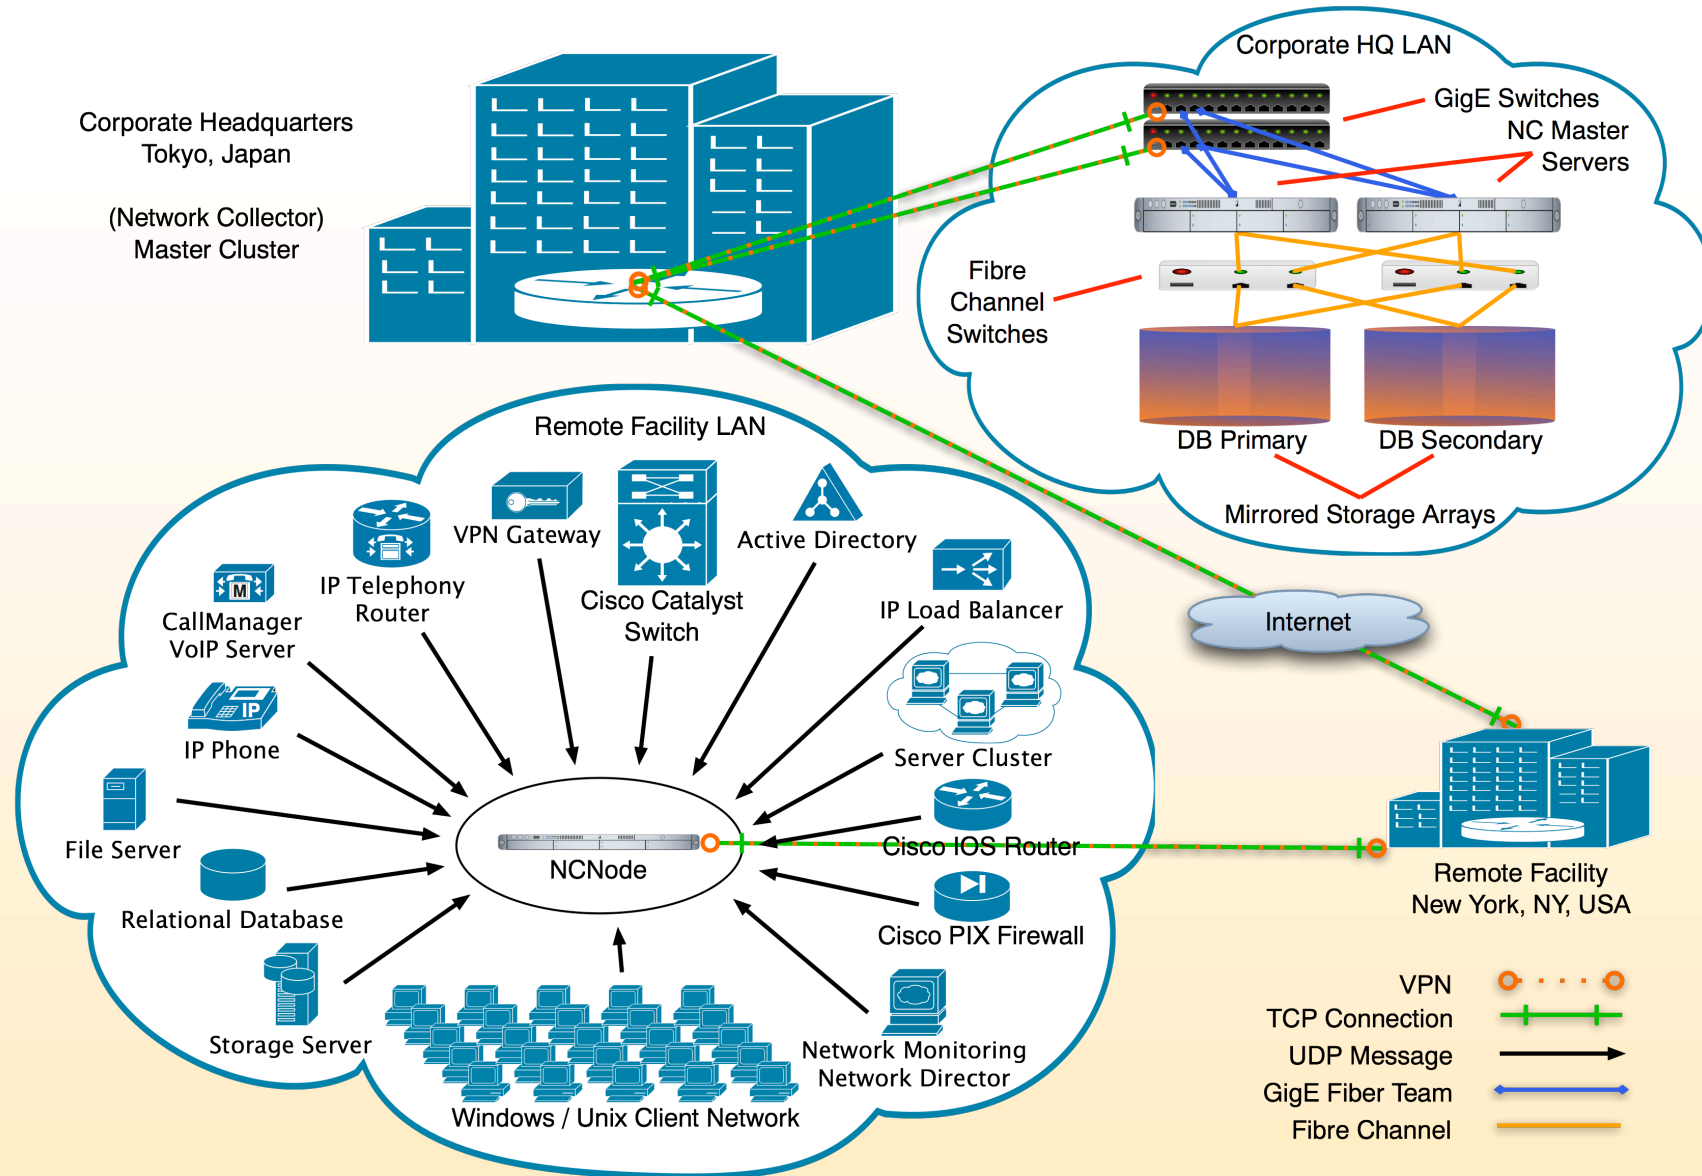 Corporate Headquarters
Tokyo, Japan
(Network Collector)
Master Cluster
Corporate HQ LAN
GigE Switches
NC Master
Servers
Fibre
Channel
Switches
DB Primary
DB Secondary
Mirrored Storage Arrays
Remote Facility LAN
VPN Gateway
Cisco Catalyst
Switch
Active Directory
IP Telephony
Router
IP Load Balancer
M
CallManager
VoIP Server
IP
IP Phone
Server Cluster
File Server
Cisco IOS Router
NCNode
Relational Database
Cisco PIX Firewall
Storage Server
Network Monitoring
Network Director
Windows / Unix Client Network
Internet
Remote Facility
New York, NY, USA
VPN
TCP Connection
UDP Message
GigE Fiber Team
Fibre Channel